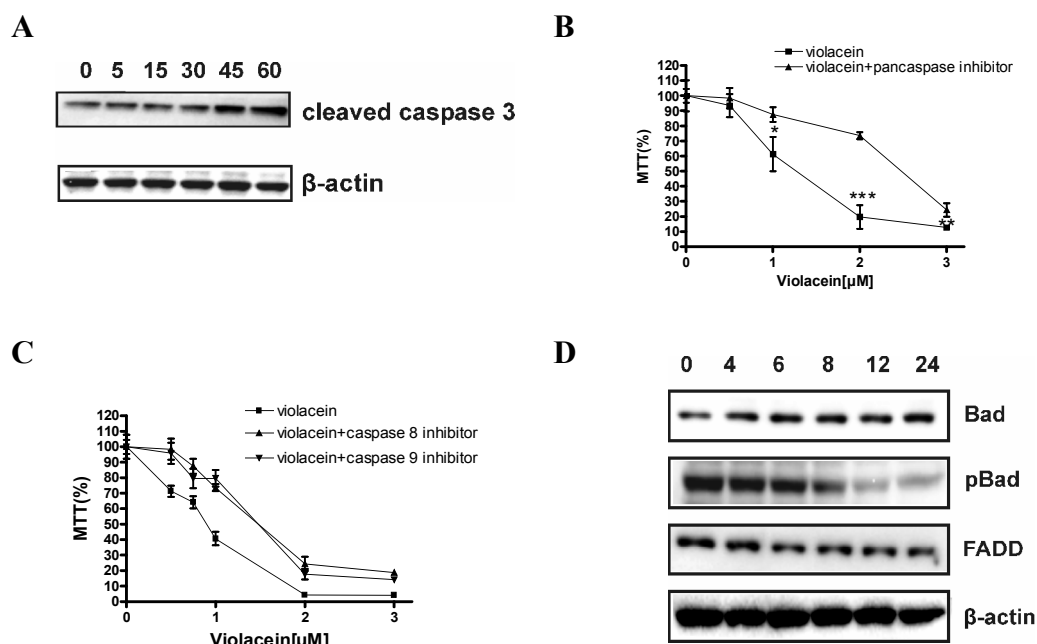 A
0 5 15 30 45 60
cleaved caspase 3
β-actin
B
violacein
violacein+pancaspase inhibitor
120
110
100
90
80
70
60
50
40
30
20
10
0
MTT(%)
*
***
**
0 1 2 3
Violacein[µM]
C
violacein
violacein+caspase 8 inhibitor
violacein+caspase 9 inhibitor
120
110
100
90
80
70
60
50
40
30
20
10
0
MTT(%)
0 1 2 3
Violacein[µM]
D
0 4 6 8 12 24
Bad
pBad
FADD
β-actin